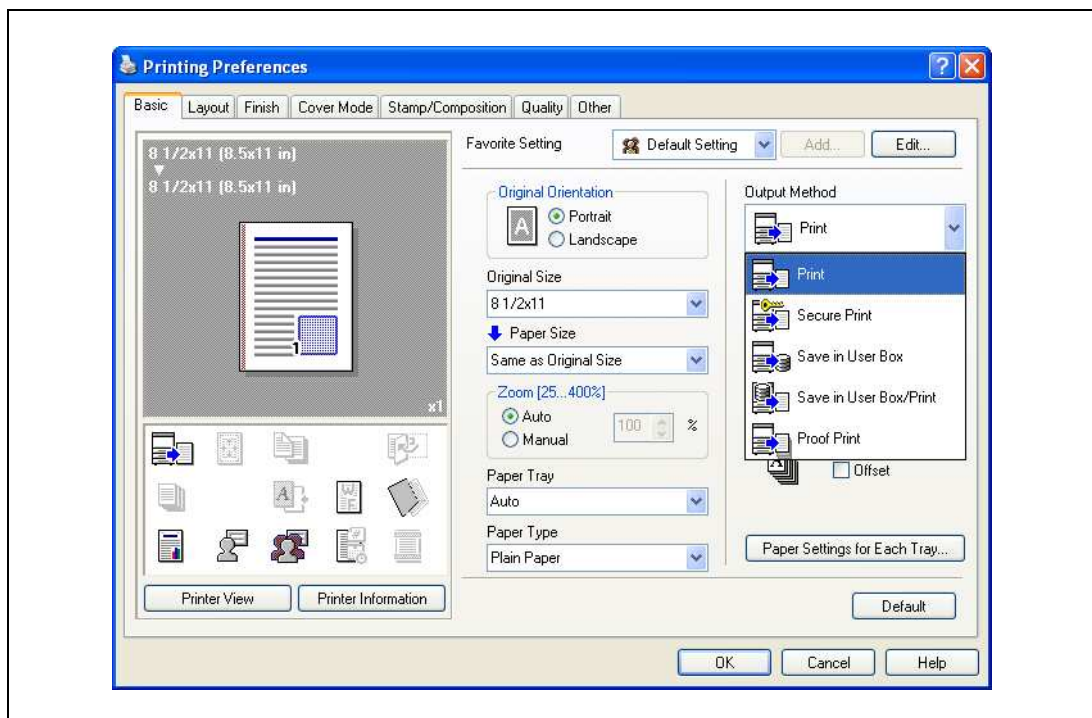 Printing Preferences
Basic Layout Finish Cover Mode Stamp/Composition Quality Other
8 1/2x11 (8.5x11 in)
8 1/2x11 (8.5x11 in)
1
x1
Printer View Printer Information
Favorite Setting Default Setting Add... Edit...
Original Orientation
A
Portrait
Landscape
Original Size
8 1/2x11
Paper Size
Same as Original Size
Zoom [25...400%]
Auto
Manual
100 %
Paper Tray
Auto
Paper Type
Plain Paper
Output Method
Print
Print
Secure Print
Save in User Box
Save in User Box/Print
Proof Print
Offset
Paper Settings for Each Tray...
Default
OK Cancel Help